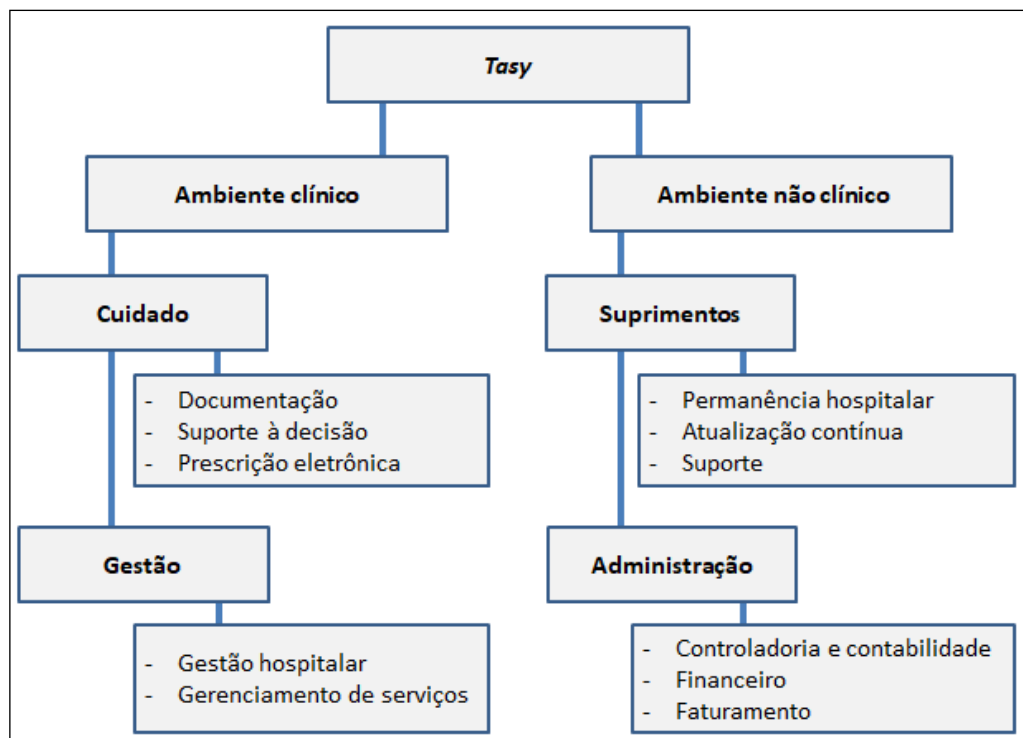 Tasy
Ambiente clínico
Ambiente não clínico
Cuidado
Suprimentos
- Documentação
- Suporte à decisão
- Prescrição eletrônica
- Permanência hospitalar
- Atualização contínua
- Suporte
Gestão
Administração
- Gestão hospitalar
- Gerenciamento de serviços
- Controladoria e contabilidade
- Financeiro
- Faturamento